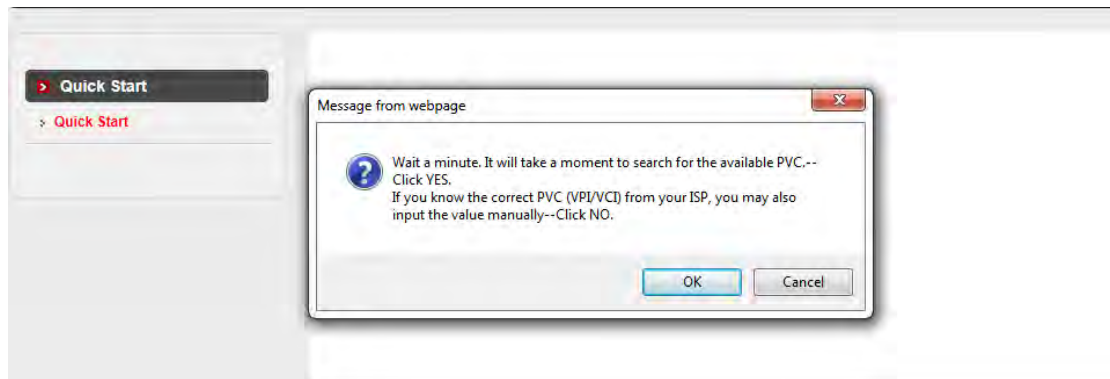 Quick Start
Quick Start
Message from webpage
Wait a minute. It will take a moment to search for the available PVC.--
Click YES.
If you know the correct PVC (VPI/VCI) from your ISP, you may also
input the value manually--Click NO.
OK
Cancel